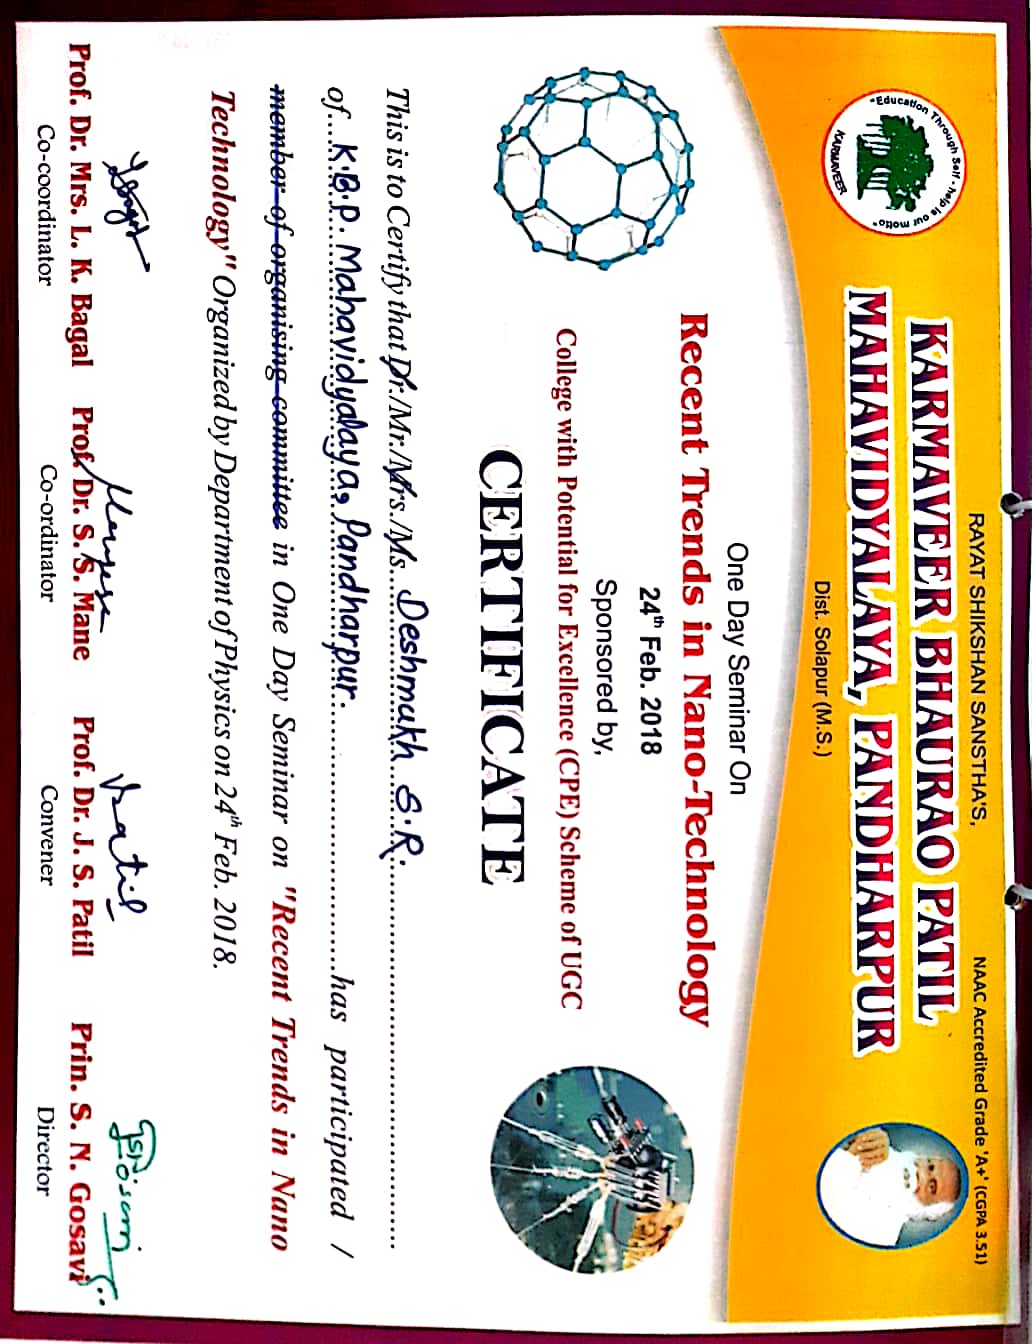 RAYAT SHIKSHAN SANSTHA'S,
NAAC Accredited Grade 'A+' (CGPA 3.51)
"Education Through Self - help is our motto"
KARMAVEER
KARMAVEER BHAURAO PATIL
MAHAVIDYALAYA, PANDHARPUR
Dist. Solapur (M.S.)
One Day Seminar On
Recent Trends in Nano-Technology
24th Feb. 2018
Sponsored by,
College with Potential for Excellence (CPE) Scheme of UGC
CERTIFICATE
This is to Certify that Dr./Mr./Mrs./Ms... Deshmukh S.R.
of... K.B.P. Mahavidyalaya, Pandharpur. has participated /
member of organising committee in One Day Seminar on "Recent Trends in Nano
Technology" Organized by Department of Physics on 24th Feb. 2018.
Prof. Dr. Mrs. L. K. Bagal Prof. Dr. S. S. Mane Prof. Dr. J. S. Patil Prin. S. N. Gosavi
Co-coordinator Co-ordinator Convener Director